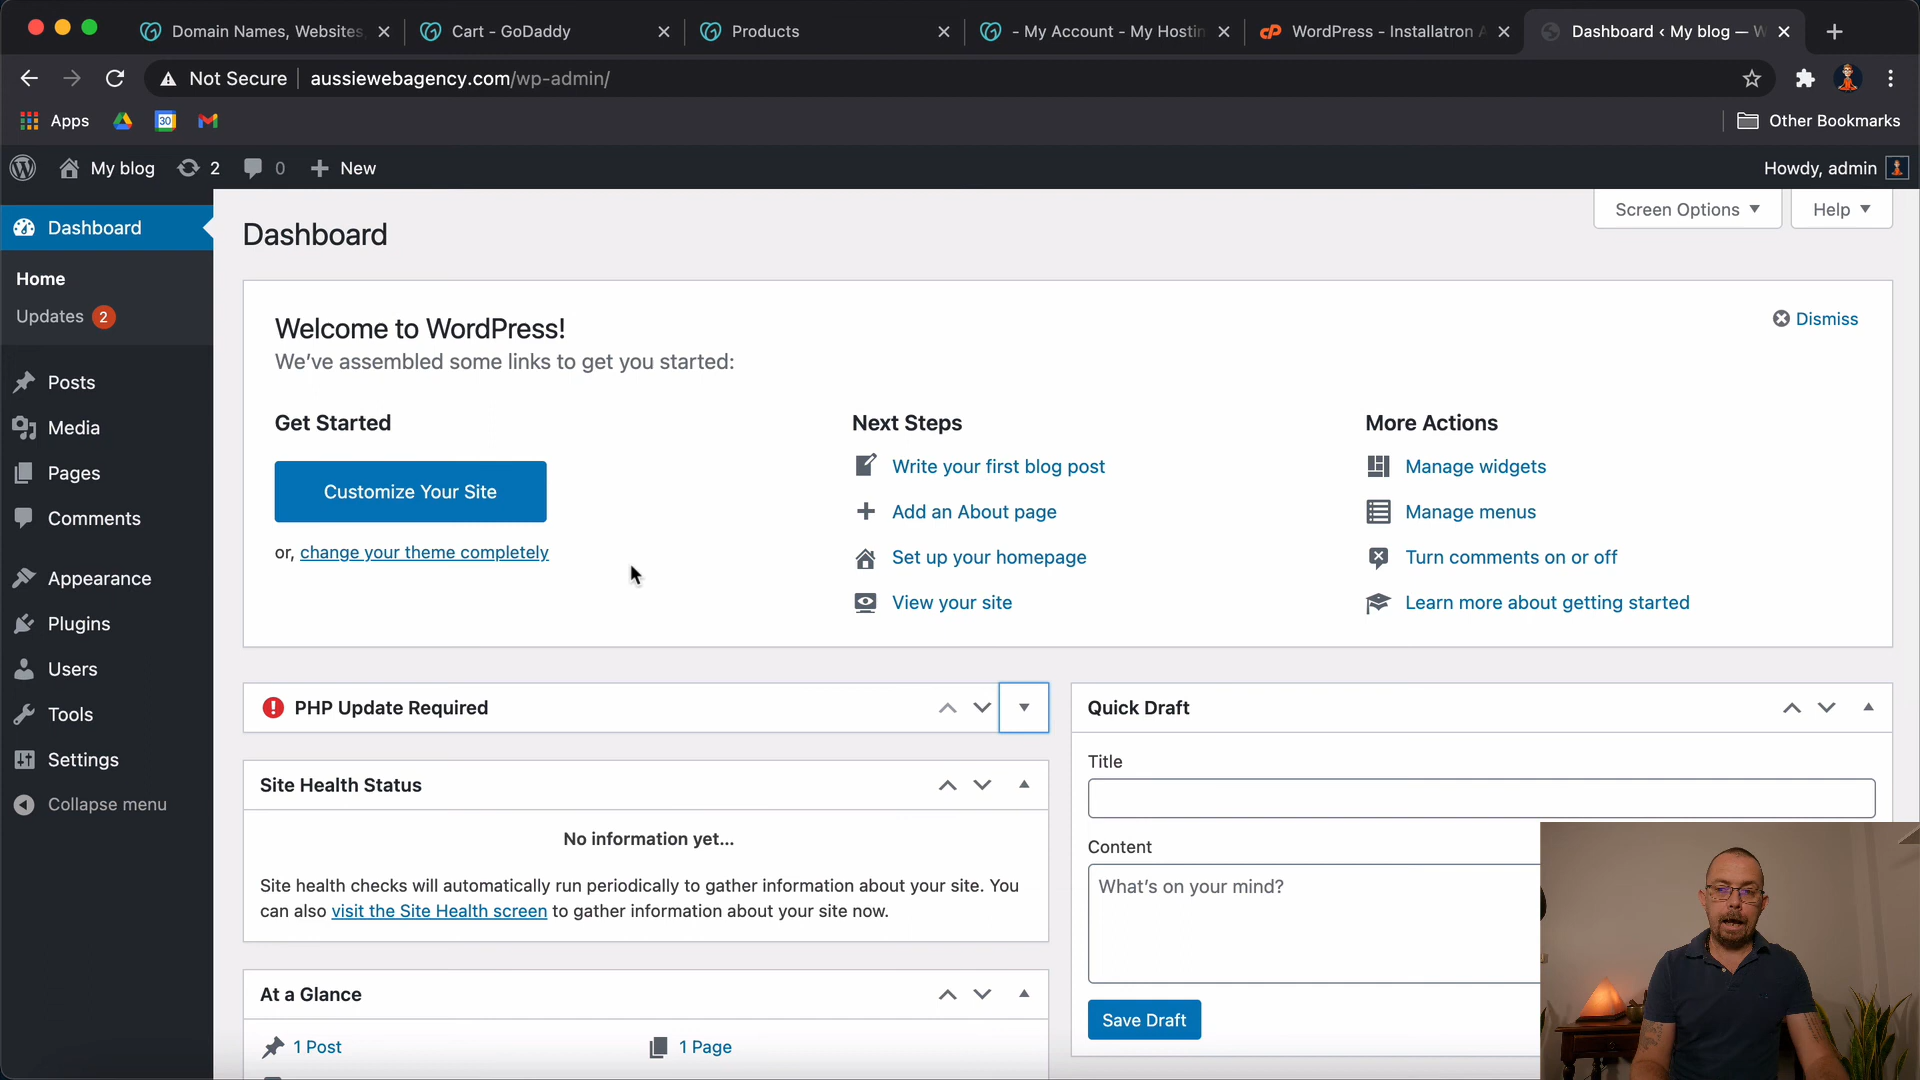 Domain Names, Websites,
Cart - GoDaddy
Products
- My Account - My Hostin
WordPress - Installatron A
Dashboard ‹ My blog — W
Not Secure
aussiewebagency.com/wp-admin/
Apps
30
Other Bookmarks
My blog
2
0
New
Howdy, admin
Dashboard
Home
Updates 2
Posts
Media
Pages
Comments
Appearance
Plugins
Users
Tools
Settings
Collapse menu
Screen Options
Help
Dashboard
Welcome to WordPress!
We've assembled some links to get you started:
Dismiss
Get Started
Customize Your Site
or, change your theme completely
Next Steps
Write your first blog post
Add an About page
Set up your homepage
View your site
More Actions
Manage widgets
Manage menus
Turn comments on or off
Learn more about getting started
PHP Update Required
Site Health Status
No information yet...
Site health checks will automatically run periodically to gather information about your site. You
can also visit the Site Health screen to gather information about your site now.
At a Glance
1 Post
1 Page
Quick Draft
Title
Content
What's on your mind?
Save Draft